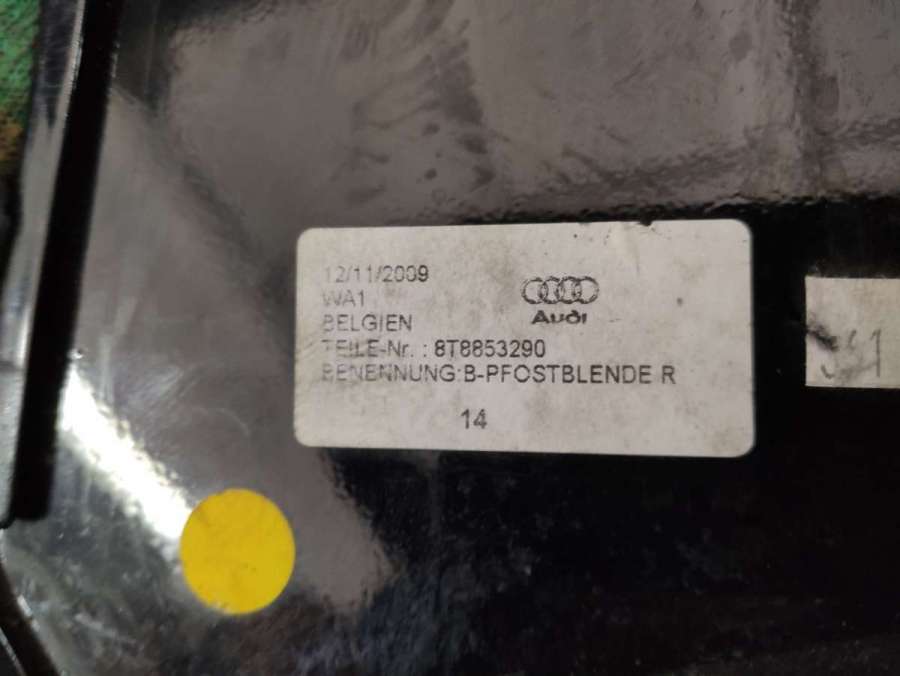 12/11/2009
WA1
BELGIEN
Audi
TEILE-Nr. : 8T8853290
BENENNUNG:B-PFOSTBLENDE R
14